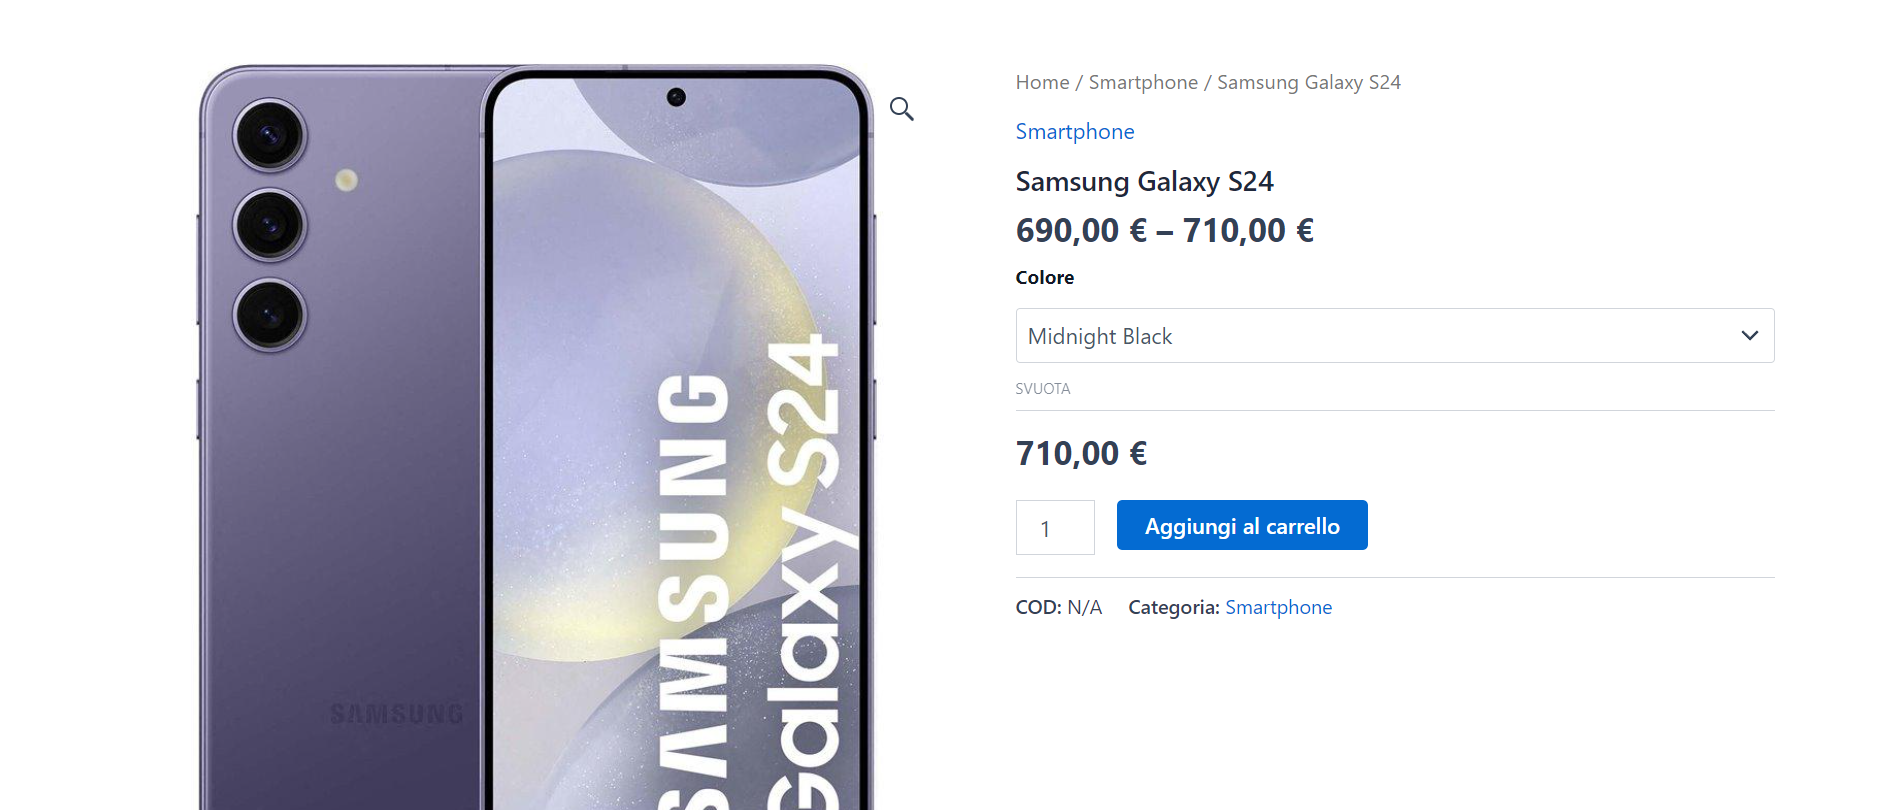 Home / Smartphone / Samsung Galaxy S24
Smartphone
Samsung Galaxy S24
690,00 € – 710,00 €
Colore
Midnight Black
SVUOTA
710,00 €
1
Aggiungi al carrello
COD: N/A Categoria: Smartphone
SAMSUNG
Galaxy S24
SAMSUNG